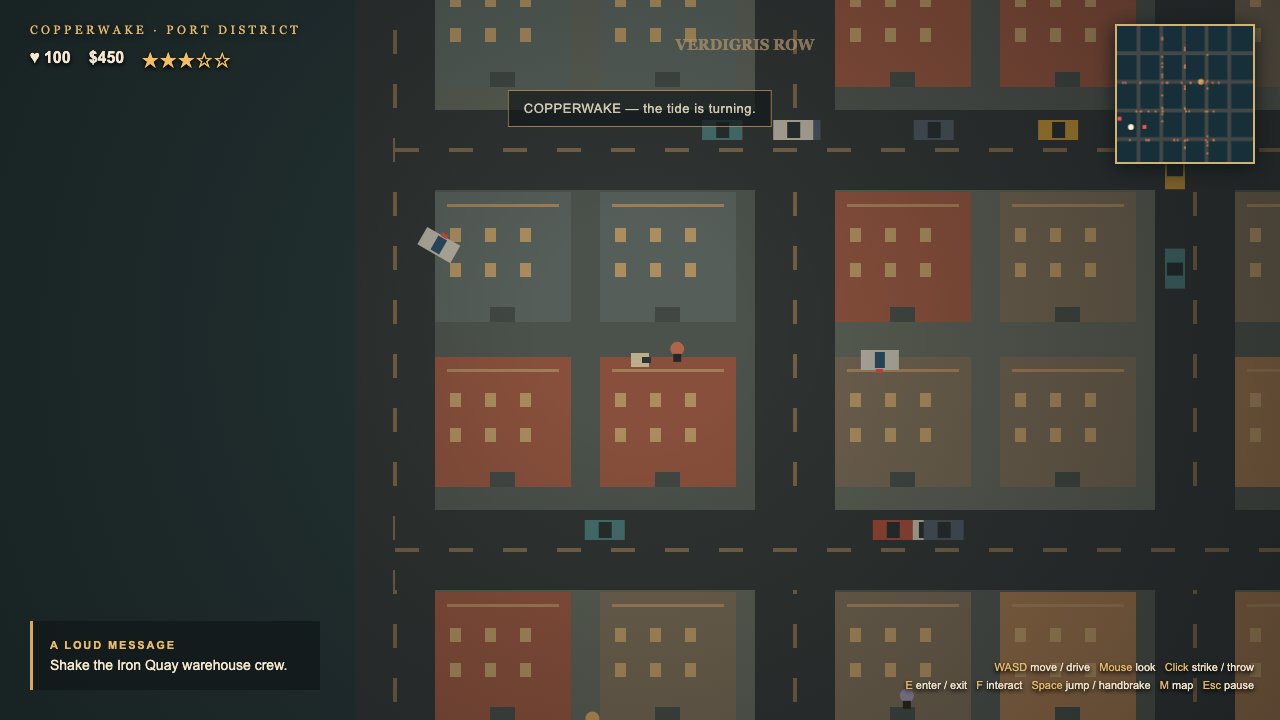 COPPERWAKE · PORT DISTRICT
♥ 100 $450 ★★★☆☆
VERDIGRIS ROW
COPPERWAKE — the tide is turning.
A LOUD MESSAGE
Shake the Iron Quay warehouse crew.
WASD move / drive Mouse look Click strike / throw
E enter / exit F interact Space jump / handbrake M map Esc pause